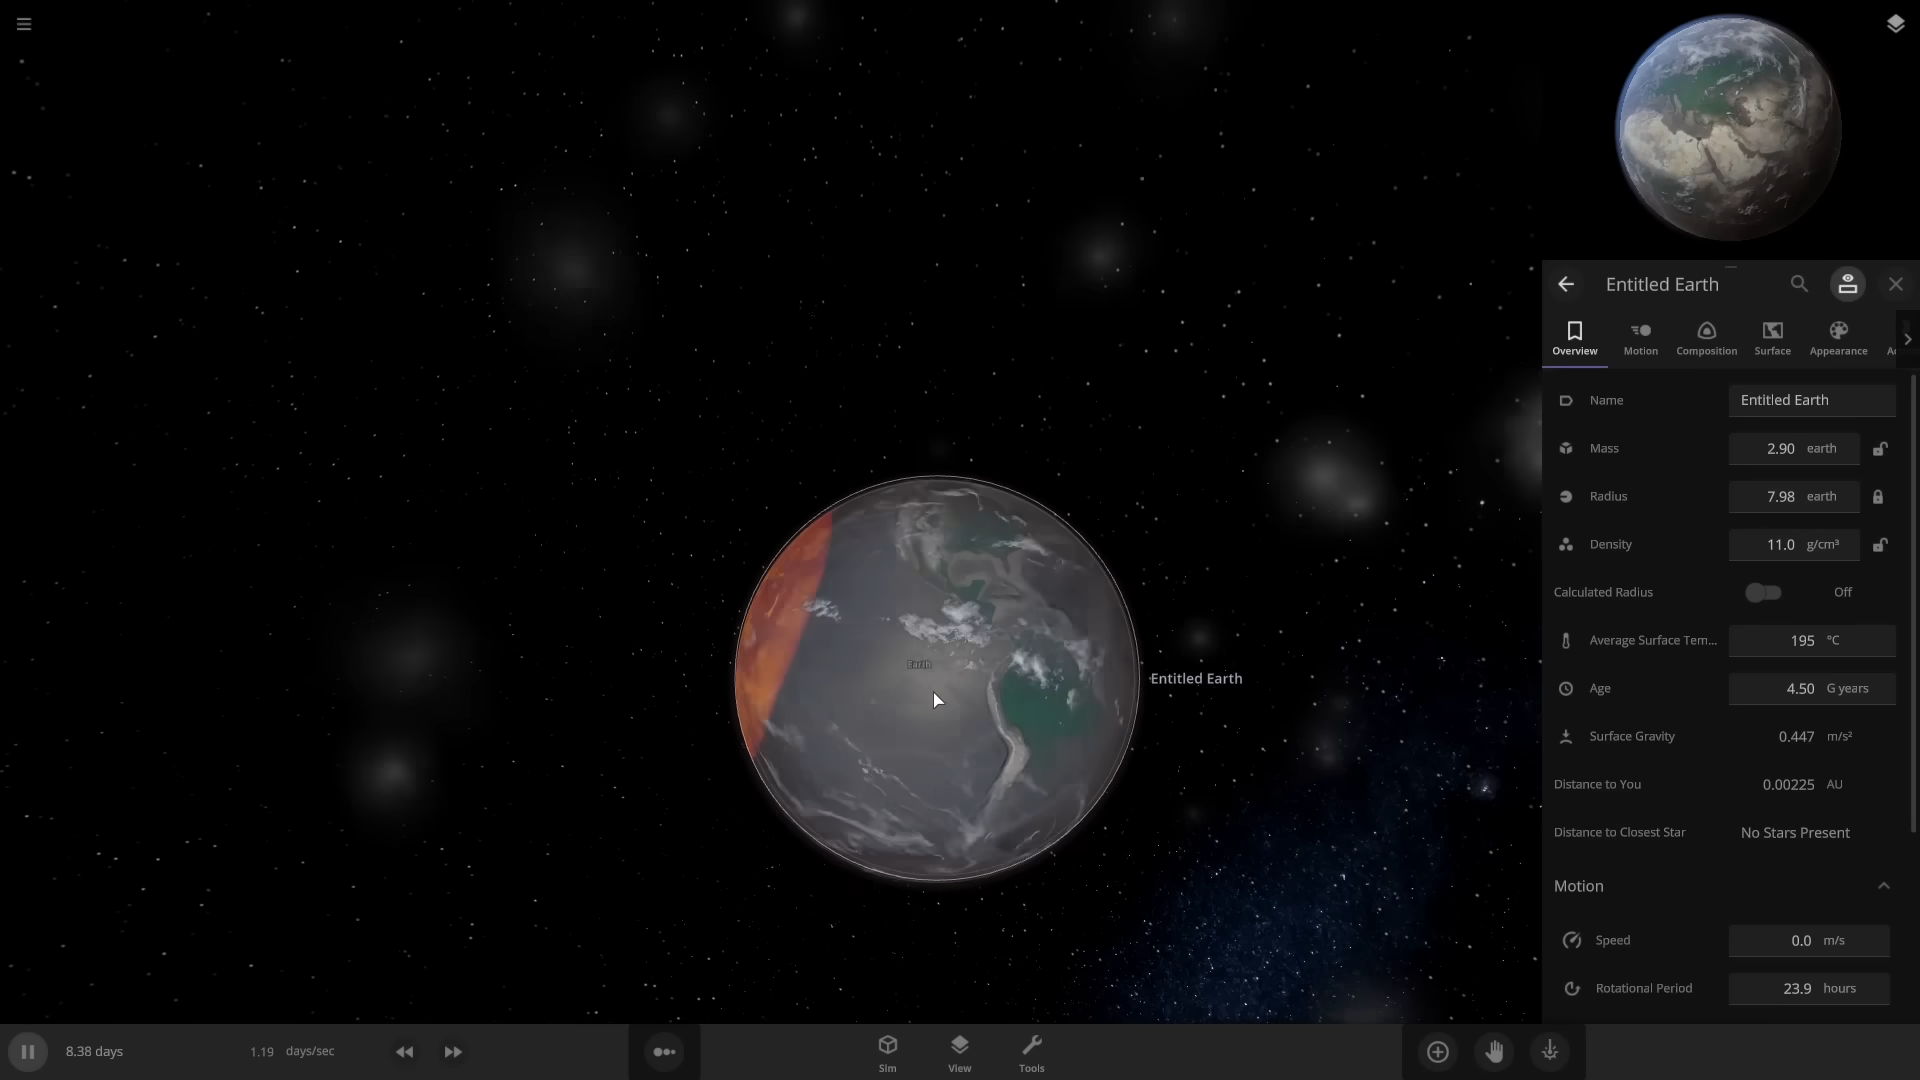 Entitled Earth
Overview
Motion
Composition
Surface
Appearance
Name Entitled Earth
Mass 2.90 earth
Radius 7.98 earth
Density 11.0 g/cm³
Calculated Radius Off
Average Surface Tem... 195 °C
Age 4.50 G years
Surface Gravity 0.447 m/s²
Distance to You 0.00225 AU
Distance to Closest Star No Stars Present
Motion
Speed 0.0 m/s
Rotational Period 23.9 hours
Earth
Entitled Earth
8.38 days
1.19 days/sec
Sim
View
Tools